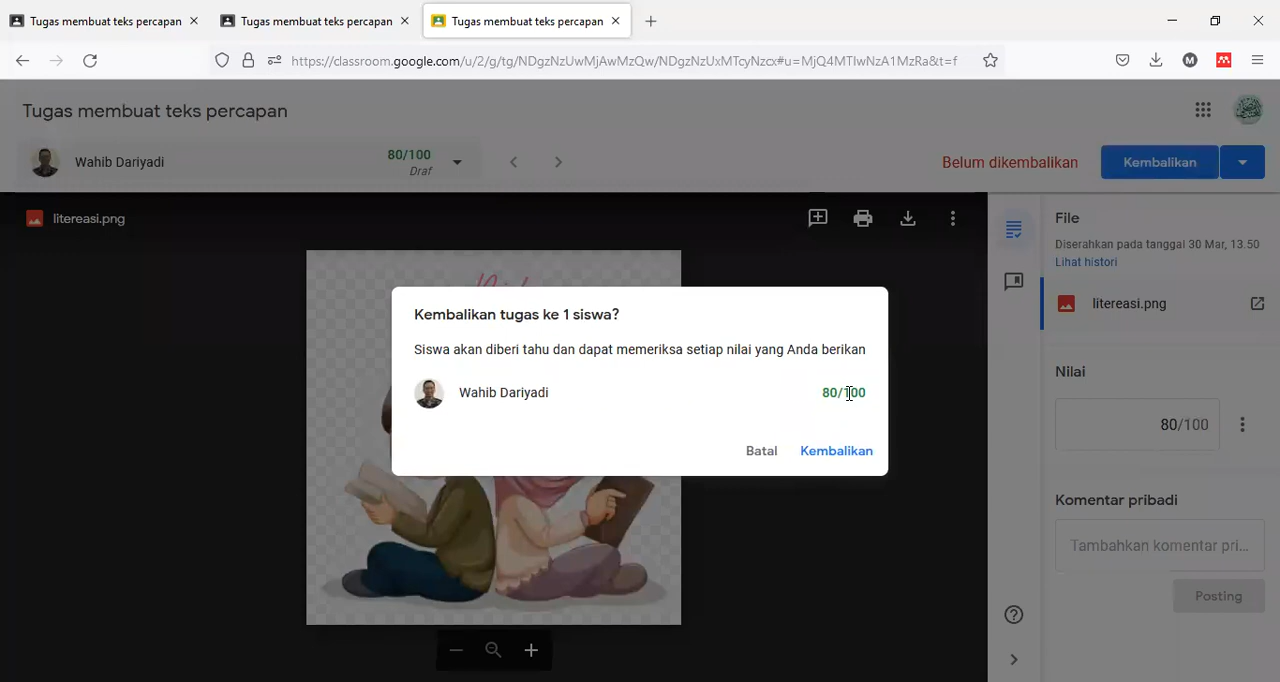 Tugas membuat teks percapan
Tugas membuat teks percapan
Tugas membuat teks percapan
https://classroom.google.com/u/2/g/tg/NDgzNzUwMjAwMzQw/NDgzNzUxMTcyNzcx#u=MjQ4MTIwNzA1MzRa&t=f
M
Tugas membuat teks percapan
Wahib Dariyadi
80/100
Draf
Belum dikembalikan
Kembalikan
litereasi.png
File
Diserahkan pada tanggal 30 Mar, 13.50
Lihat histori
litereasi.png
Kembalikan tugas ke 1 siswa?
Siswa akan diberi tahu dan dapat memeriksa setiap nilai yang Anda berikan
Wahib Dariyadi
80/100
Batal
Kembalikan
Nilai
80/100
Komentar pribadi
Tambahkan komentar pri...
Posting